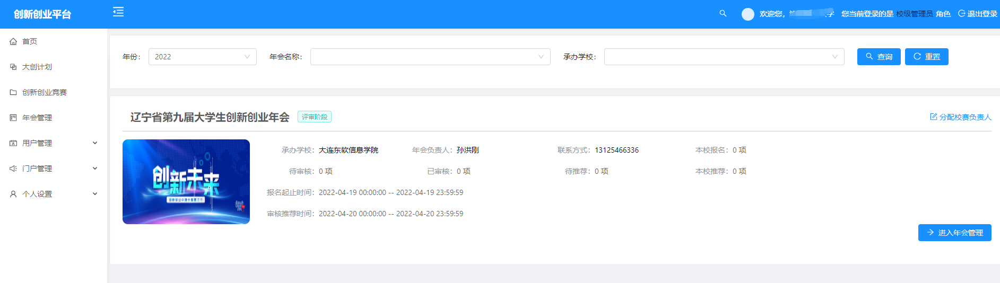 创新创业平台
欢迎您，
字 您当前登录的是 校级管理员 角色 退出登录
首页
大创计划
创新创业竞赛
年会管理
用户管理
门户管理
个人设置
年份： 2022 年会名称： 承办学校： 查询 重置
辽宁省第九届大学生创新创业年会 评审阶段 分配校赛负责人
创新未来
承办学校：大连东软信息学院 年会负责人：孙洪刚 联系方式：13125466336 本校报名：0 项
待审核：0 项 已审核：0 项 待推荐：0 项 本校推荐：0 项
报名起止时间：2022-04-19 00:00:00 -- 2022-04-19 23:59:59
审核推荐时间：2022-04-20 00:00:00 -- 2022-04-20 23:59:59
进入年会管理